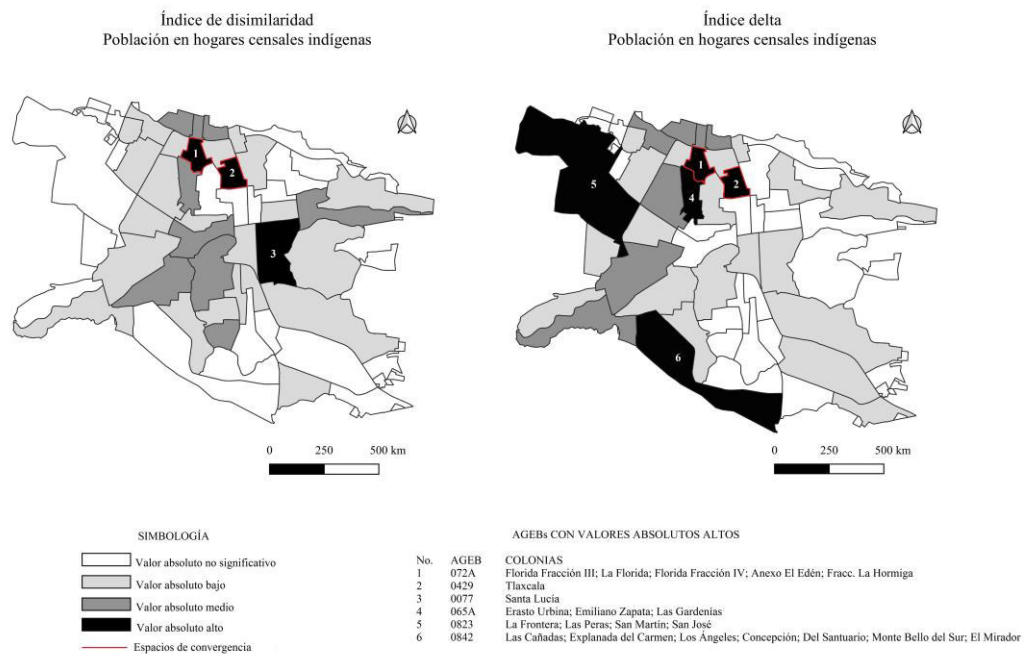 Índice de disimilaridad
Población en hogares censales indígenas
Índice delta
Población en hogares censales indígenas
1
2
3
0 250 500 km
1
2
4
5
6
0 250 500 km
SIMBOLOGÍA
Valor absoluto no significativo
Valor absoluto bajo
Valor absoluto medio
Valor absoluto alto
Espacios de convergencia
AGEBs CON VALORES ABSOLUTOS ALTOS
No. AGEB COLONIAS
1 072A Florida Fracción III; La Florida; Florida Fracción IV; Anexo El Edén; Fracc. La Hormiga
2 0429 Tlaxcala
3 0077 Santa Lucía
4 065A Erasto Urbina; Emiliano Zapata; Las Gardenías
5 0823 La Frontera; Las Peras; San Martín; San José
6 0842 Las Cañadas; Explanada del Carmen; Los Ángeles; Concepción; Del Santuario; Monte Bello del Sur; El Mirador